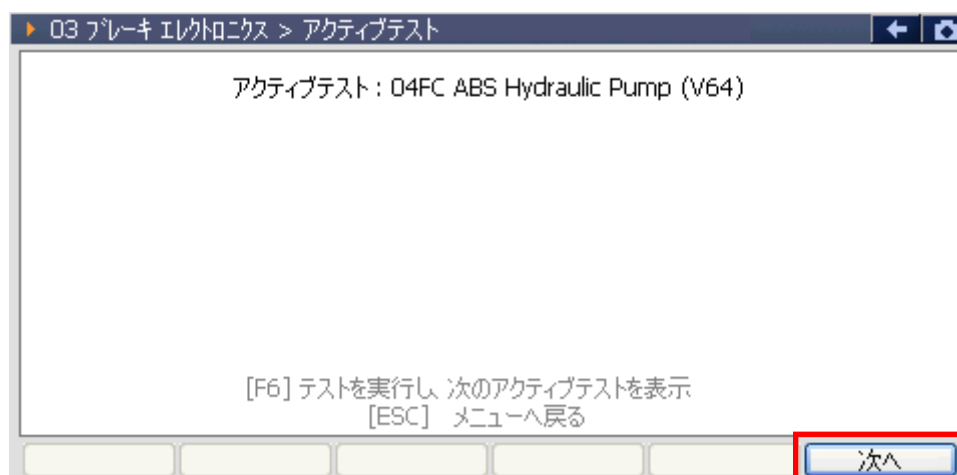 03 ブレーキ エレクトロニクス > アクティブテスト
アクティブテスト : 04FC ABS Hydraulic Pump (V64)
[F6] テストを実行し、次のアクティブテストを表示
[ESC] メニューへ戻る
次へ